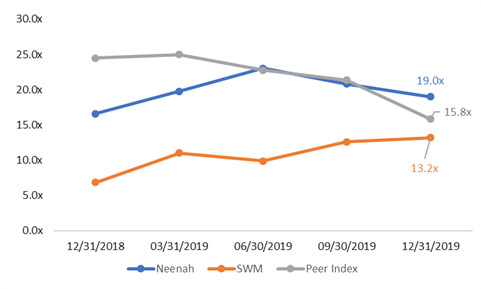 30.0x
25.0x
20.0x
15.0x
10.0x
5.0x
0.0x
19.0x
15.8x
13.2x
12/31/2018 03/31/2019 06/30/2019 09/30/2019 12/31/2019
Neenah SWM Peer Index